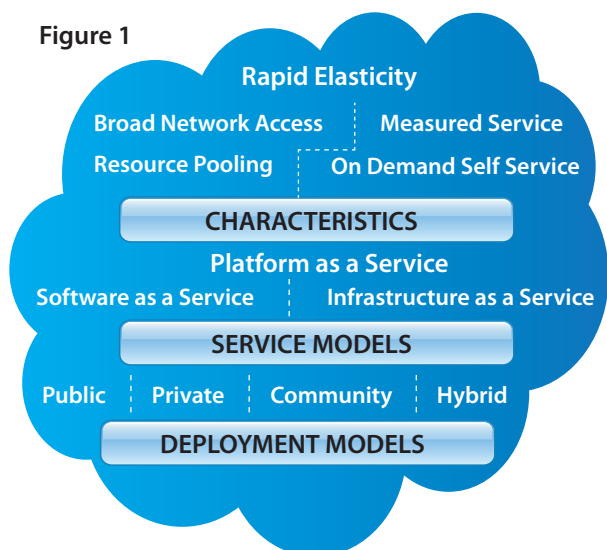 Figure 1
Rapid Elasticity
Broad Network Access Measured Service
Resource Pooling On Demand Self Service
CHARACTERISTICS
Platform as a Service
Software as a Service Infrastructure as a Service
SERVICE MODELS
Public Private Community Hybrid
DEPLOYMENT MODELS